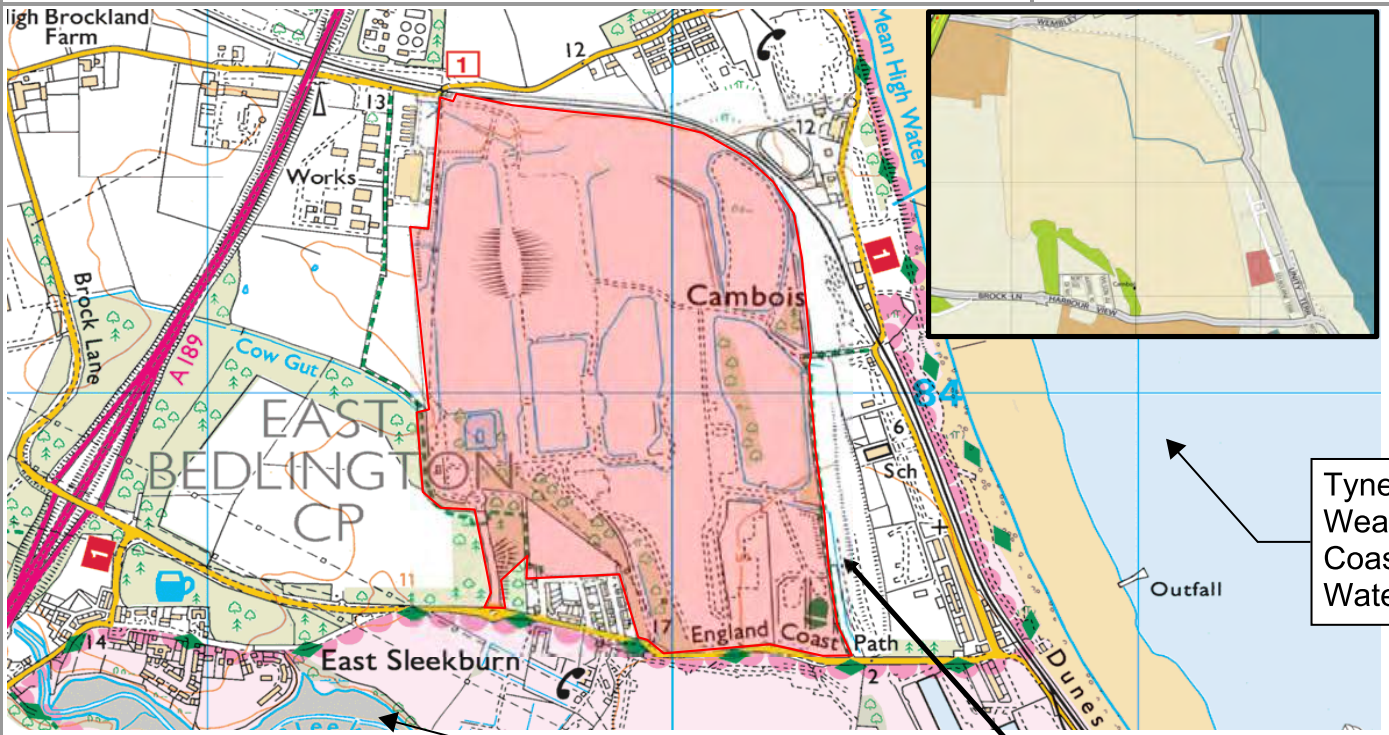 igh Brockland
Farm
1
12
13
Mean High Water
12
Works
1
Cambois
Brock Lane
A189
Cow Gut
84
EAST
BEDLINGTON
CP
6
Sch
1
11
14
17
England Coast Path
East Sleekburn
2
Dunes
Outfall
Tyne
Wea
Coas
Wate
WEMBLEY
BROCK LN
HARBOUR VIEW
UNITY TERR